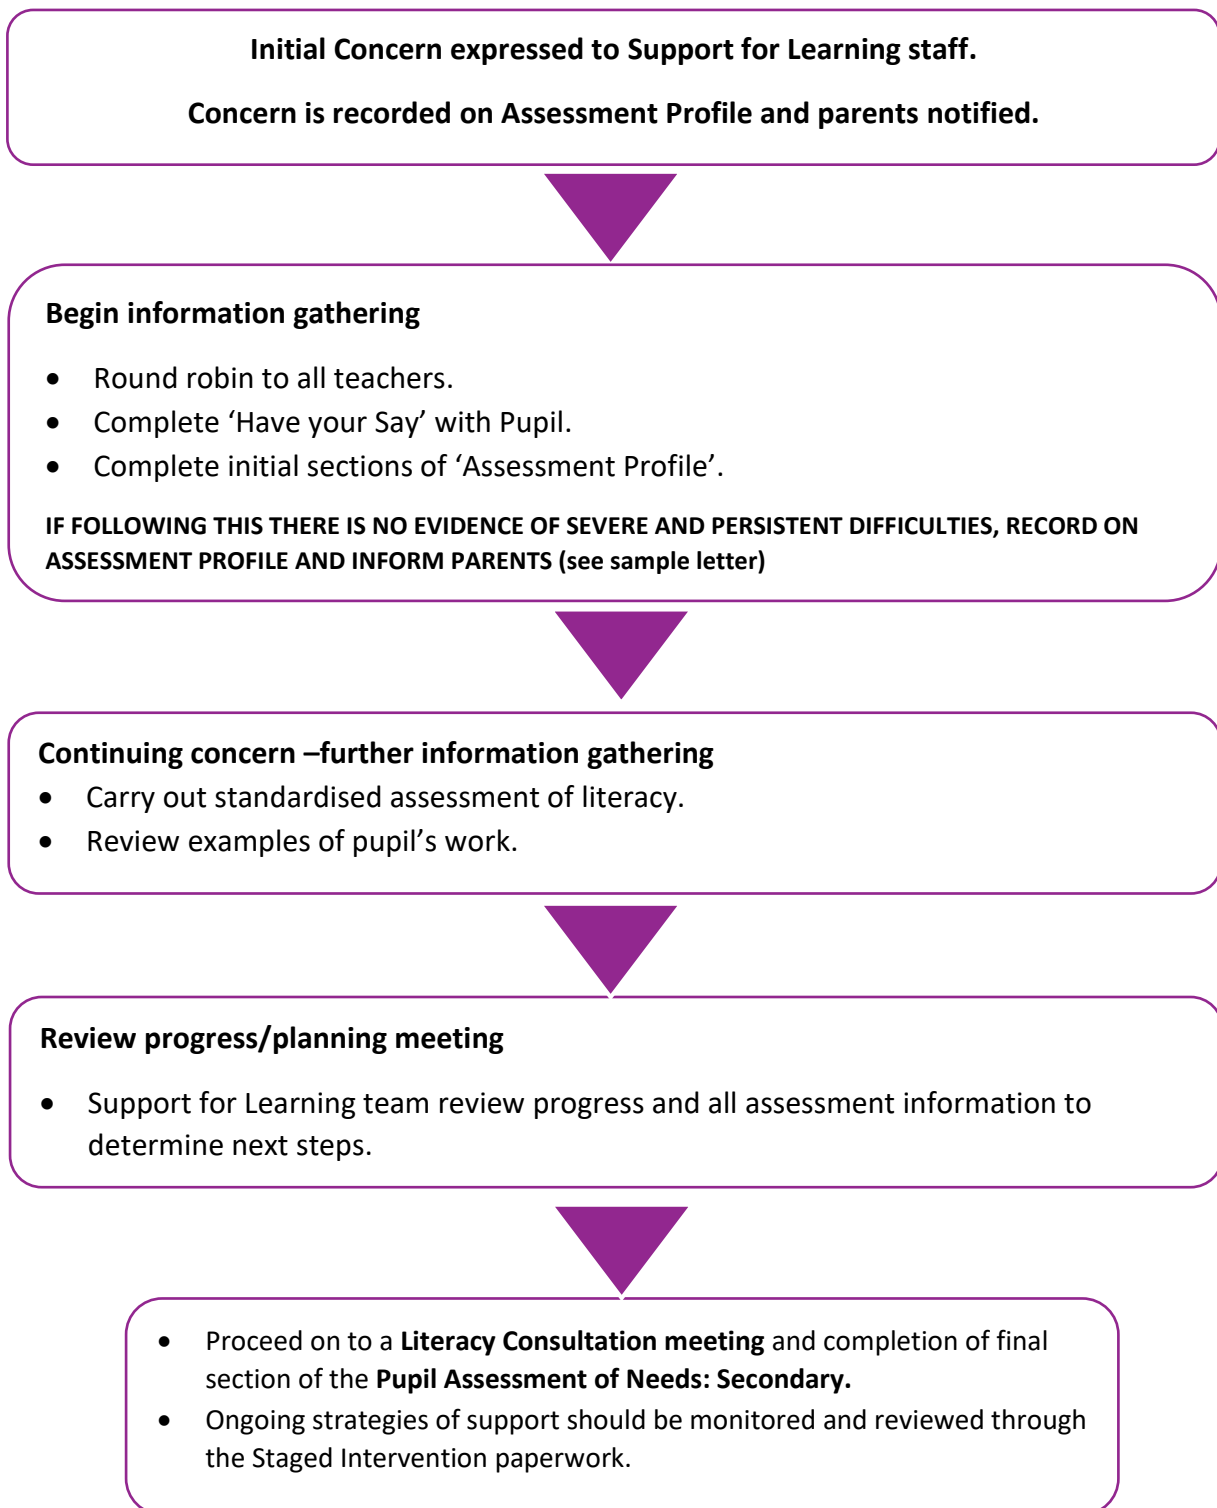 Initial Concern expressed to Support for Learning staff.
Concern is recorded on Assessment Profile and parents notified.
Begin information gathering
• Round robin to all teachers.
• Complete ‘Have your Say’ with Pupil.
• Complete initial sections of ‘Assessment Profile’.
IF FOLLOWING THIS THERE IS NO EVIDENCE OF SEVERE AND PERSISTENT DIFFICULTIES, RECORD ON
ASSESSMENT PROFILE AND INFORM PARENTS (see sample letter)
Continuing concern –further information gathering
• Carry out standardised assessment of literacy.
• Review examples of pupil’s work.
Review progress/planning meeting
• Support for Learning team review progress and all assessment information to
determine next steps.
• Proceed on to a Literacy Consultation meeting and completion of final
section of the Pupil Assessment of Needs: Secondary.
• Ongoing strategies of support should be monitored and reviewed through
the Staged Intervention paperwork.